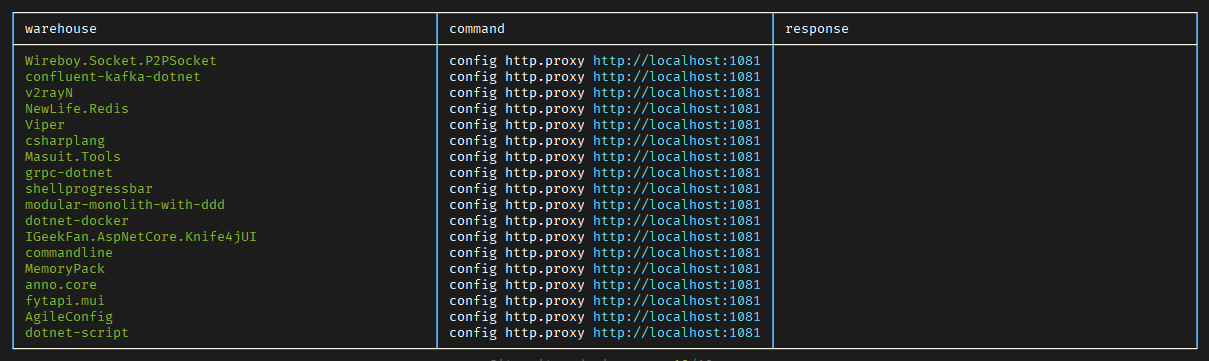 warehouse command response
Wireboy.Socket.P2PSocket config http.proxy http://localhost:1081
confluent-kafka-dotnet config http.proxy http://localhost:1081
v2rayN config http.proxy http://localhost:1081
NewLife.Redis config http.proxy http://localhost:1081
Viper config http.proxy http://localhost:1081
csharplang config http.proxy http://localhost:1081
Masuit.Tools config http.proxy http://localhost:1081
grpc-dotnet config http.proxy http://localhost:1081
shellprogressbar config http.proxy http://localhost:1081
modular-monolith-with-ddd config http.proxy http://localhost:1081
dotnet-docker config http.proxy http://localhost:1081
IGeekFan.AspNetCore.Knife4jUI config http.proxy http://localhost:1081
commandline config http.proxy http://localhost:1081
MemoryPack config http.proxy http://localhost:1081
anno.core config http.proxy http://localhost:1081
fytapi.mui config http.proxy http://localhost:1081
AgileConfig config http.proxy http://localhost:1081
dotnet-script config http.proxy http://localhost:1081